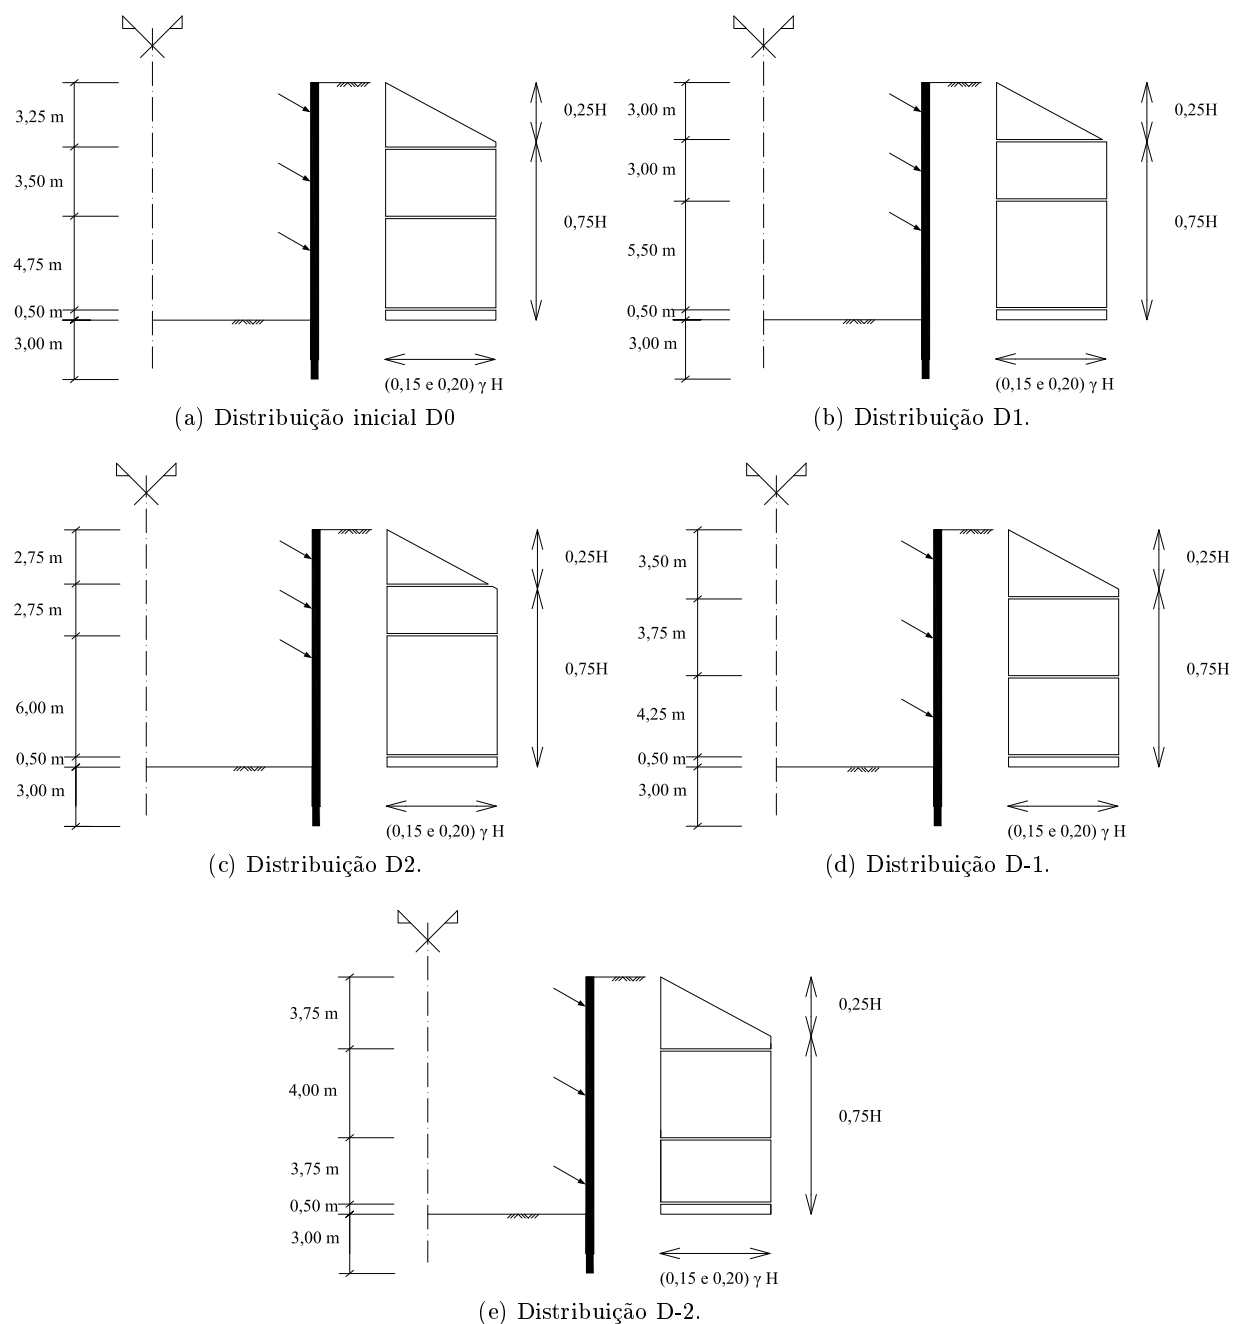 3,25 m
3,50 m
4,75 m
0,50 m
3,00 m
0,25H
0,75H
(0,15 e 0,20) γ H
(a) Distribuição inicial D0
3,00 m
3,00 m
5,50 m
0,50 m
3,00 m
0,25H
0,75H
(0,15 e 0,20) γ H
(b) Distribuição D1.
2,75 m
2,75 m
6,00 m
0,50 m
3,00 m
0,25H
0,75H
(0,15 e 0,20) γ H
(c) Distribuição D2.
3,50 m
3,75 m
4,25 m
0,50 m
3,00 m
0,25H
0,75H
(0,15 e 0,20) γ H
(d) Distribuição D-1.
3,75 m
4,00 m
3,75 m
0,50 m
3,00 m
0,25H
0,75H
(0,15 e 0,20) γ H
(e) Distribuição D-2.